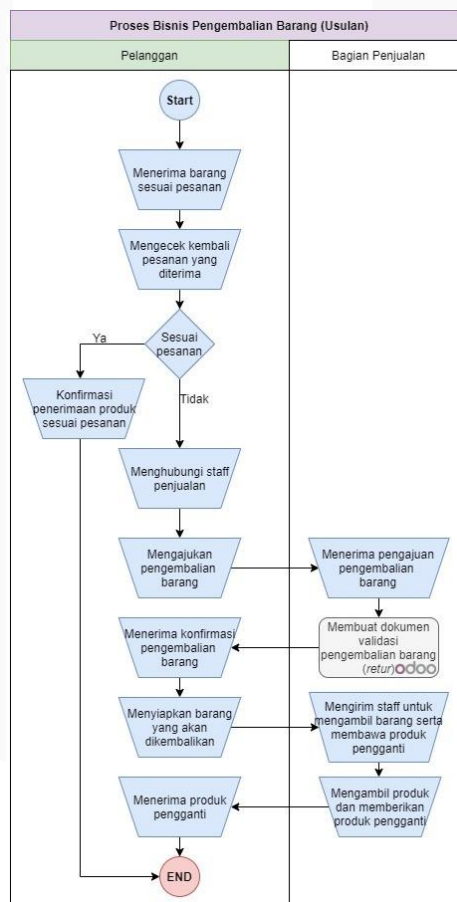 Proses Bisnis Pengembalian Barang (Usulan)
Pelanggan
Bagian Penjualan
Start
Menerima barang
sesuai pesanan
Mengecek kembali
pesanan yang
diterima
Sesuai
pesanan
Ya
Tidak
Konfirmasi
penerimaan produk
sesuai pesanan
Menghubungi staff
penjualan
Mengajukan
pengembalian
barang
Menerima pengajuan
pengembalian
barang
Membuat dokumen
validasi
pengembalian barang
(retur) odoo
Menerima konfirmasi
pengembalian
barang
Menyiapkan barang
yang akan
dikembalikan
Mengirim staff untuk
mengambil barang serta
membawa produk
pengganti
Mengambil produk
dan memberikan
produk pengganti
Menerima produk
pengganti
END